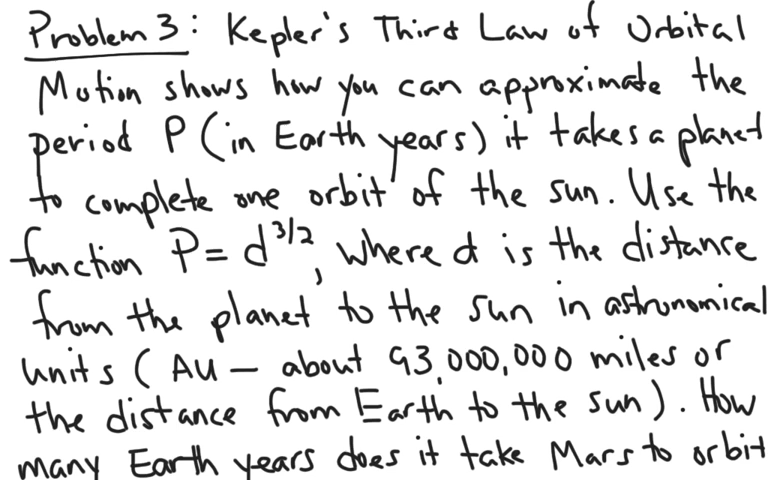 Problem 3: Kepler's Third Law of Orbital
Motion shows how you can approximate the
period P (in Earth years) it takes a planet
to complete one orbit of the sun. Use the
function P = d^{3/2}, where d is the distance
from the planet to the sun in astronomical
units (AU – about 93,000,000 miles or
the distance from Earth to the sun). How
many Earth years does it take Mars to orbit